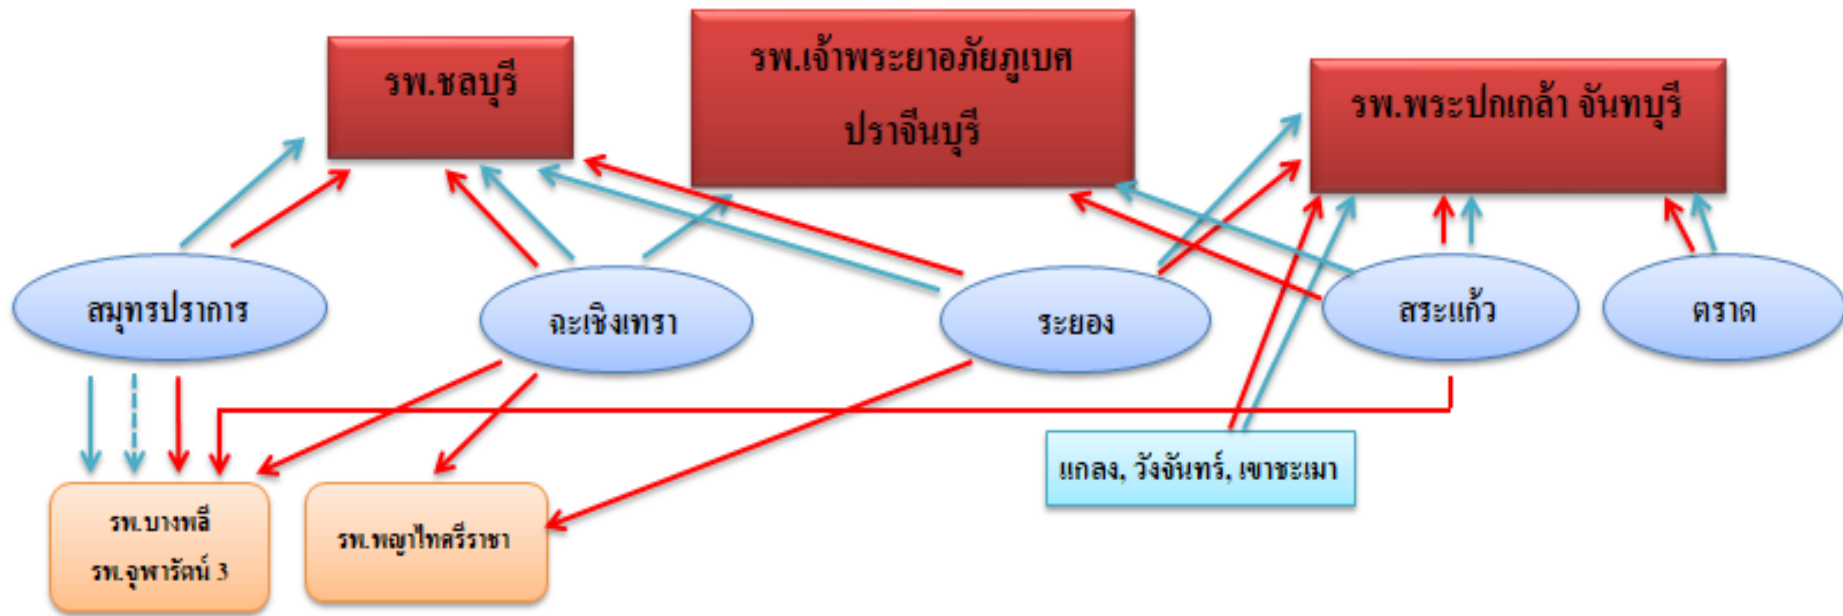 รพ.ชลบุรี
รพ.เจ้าพระยาอภัยภูเบศ
ปราจีนบุรี
รพ.พระปกเกล้า จันทบุรี
สมุทรปราการ
ฉะเชิงเทรา
ระยอง
สระแก้ว
ตราด
แกลง, วังจันทร์, เขาชะเมา
รพ.บางพลี
รพ.จุฬารัตน์ 3
รพ.พญาไทศรีราชา